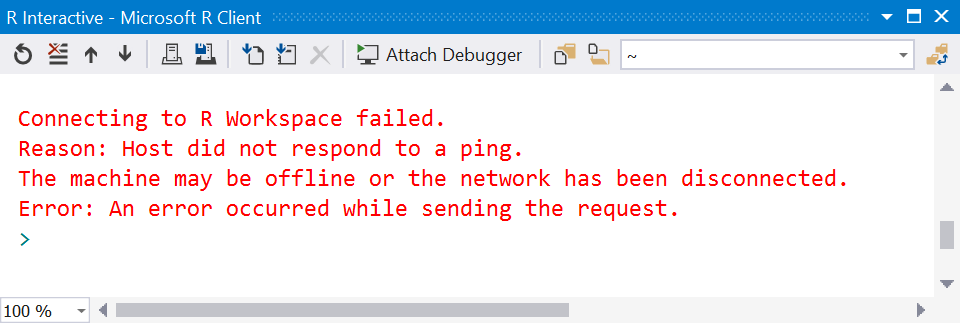 R Interactive - Microsoft R Client
Attach Debugger
~
Connecting to R Workspace failed.
Reason: Host did not respond to a ping.
The machine may be offline or the network has been disconnected.
Error: An error occurred while sending the request.
>
100 %